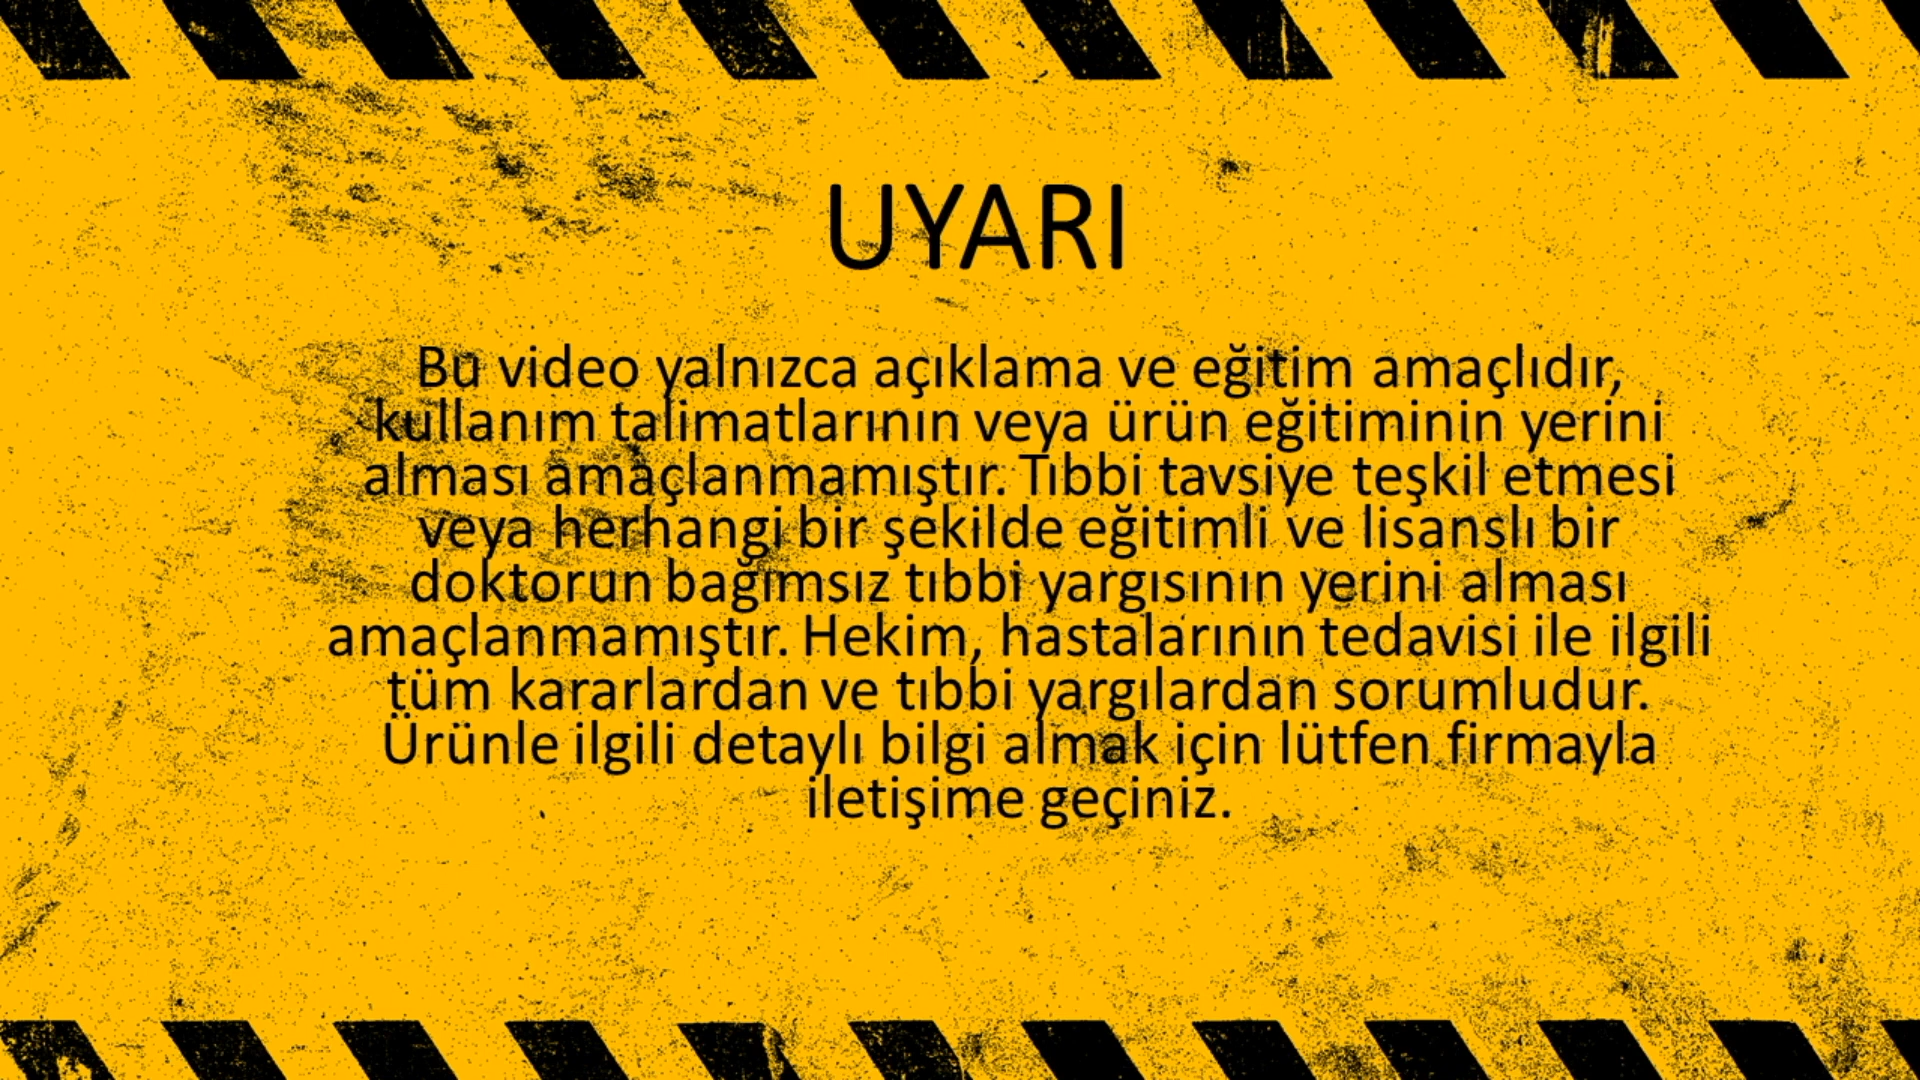 UYARI
Bu video yalnızca açıklama ve eğitim amaçlıdır,
kullanım talimatlarının veya ürün eğitiminin yerini
alması amaçlanmamıştır. Tıbbi tavsiye teşkil etmesi
veya herhangi bir şekilde eğitimli ve lisanslı bir
doktorun bağımsız tıbbi yargısının yerini alması
amaçlanmamıştır. Hekim, hastalarının tedavisi ile ilgili
tüm kararlardan ve tıbbi yargılardan sorumludur.
Ürünle ilgili detaylı bilgi almak için lütfen firmayla
iletişime geçiniz.